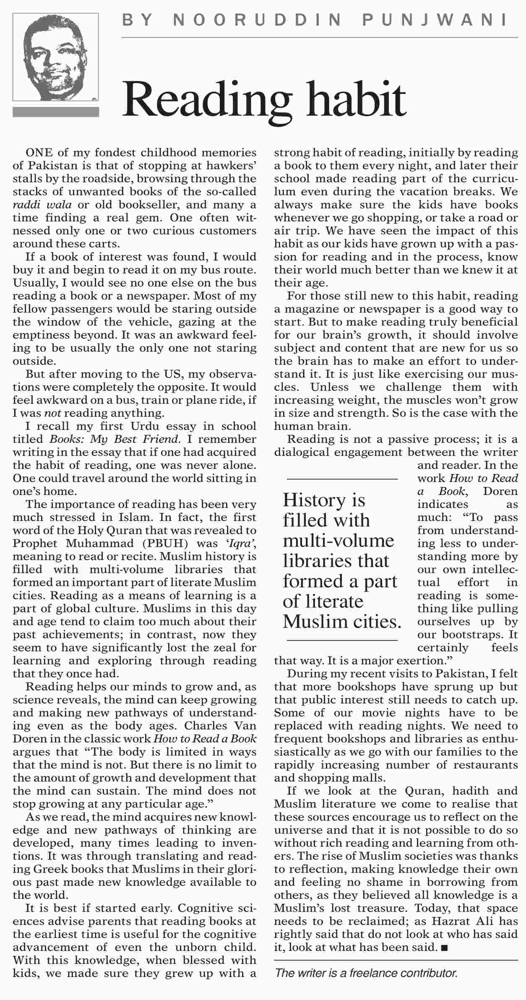 BY NOORUDDIN PUNJWANI
Reading habit
ONE of my fondest childhood memories
of Pakistan is that of stopping at hawkers’
stalls by the roadside, browsing through the
stacks of unwanted books of the so-called
raddi wala or old bookseller, and many a
time finding a real gem. One often wit-
nessed only one or two curious customers
around these carts.
If a book of interest was found, I would
buy it and begin to read it on my bus route.
Usually, I would see no one else on the bus
reading a book or a newspaper. Most of my
fellow passengers would be staring outside
the window of the vehicle, gazing at the
emptiness beyond. It was an awkward feel-
ing to be usually the only one not staring
outside.
But after moving to the US, my observa-
tions were completely the opposite. It would
feel awkward on a bus, train or plane ride, if
I was not reading anything.
I recall my first Urdu essay in school
titled Books: My Best Friend. I remember
writing in the essay that if one had acquired
the habit of reading, one was never alone.
One could travel around the world sitting in
one’s home.
The importance of reading has been very
much stressed in Islam. In fact, the first
word of the Holy Quran that was revealed to
Prophet Muhammad (PBUH) was ‘Iqra’,
meaning to read or recite. Muslim history is
filled with multi-volume libraries that
formed an important part of literate Muslim
cities. Reading as a means of learning is a
part of global culture. Muslims in this day
and age tend to claim too much about their
past achievements; in contrast, now they
seem to have significantly lost the zeal for
learning and exploring through reading
that they once had.
Reading helps our minds to grow and, as
science reveals, the mind can keep growing
and making new pathways of understand-
ing even as the body ages. Charles Van
Doren in the classic work How to Read a Book
argues that “The body is limited in ways
that the mind is not. But there is no limit to
the amount of growth and development that
the mind can sustain. The mind does not
stop growing at any particular age.”
As we read, the mind acquires new knowl-
edge and new pathways of thinking are
developed, many times leading to inven-
tions. It was through translating and read-
ing Greek books that Muslims in their glori-
ous past made new knowledge available to
the world.
It is best if started early. Cognitive sci-
ences advise parents that reading books at
the earliest time is useful for the cognitive
advancement of even the unborn child.
With this knowledge, when blessed with
kids, we made sure they grew up with a
strong habit of reading, initially by reading
a book to them every night, and later their
school made reading part of the curricu-
lum even during the vacation breaks. We
always make sure the kids have books
whenever we go shopping, or take a road or
air trip. We have seen the impact of this
habit as our kids have grown up with a pas-
sion for reading and in the process, know
their world much better than we knew it at
their age.
For those still new to this habit, reading
a magazine or newspaper is a good way to
start. But to make reading truly beneficial
for our brain’s growth, it should involve
subject and content that are new for us so
the brain has to make an effort to under-
stand it. It is just like exercising our mus-
cles. Unless we challenge them with
increasing weight, the muscles won’t grow
in size and strength. So is the case with the
human brain.
Reading is not a passive process; it is a
dialogical engagement between the writer
and reader. In the
work How to Read
a Book, Doren
indicates as
much: “To pass
from understand-
ing less to under-
standing more by
our own intellec-
tual effort in
reading is some-
thing like pulling
ourselves up by
our bootstraps. It
certainly feels
that way. It is a major exertion.”
History is
filled with
multi-volume
libraries that
formed a part
of literate
Muslim cities.
During my recent visits to Pakistan, I felt
that more bookshops have sprung up but
that public interest still needs to catch up.
Some of our movie nights have to be
replaced with reading nights. We need to
frequent bookshops and libraries as enthu-
siastically as we go with our families to the
rapidly increasing number of restaurants
and shopping malls.
If we look at the Quran, hadith and
Muslim literature we come to realise that
these sources encourage us to reflect on the
universe and that it is not possible to do so
without rich reading and learning from oth-
ers. The rise of Muslim societies was thanks
to reflection, making knowledge their own
and feeling no shame in borrowing from
others, as they believed all knowledge is a
Muslim’s lost treasure. Today, that space
needs to be reclaimed; as Hazrat Ali has
rightly said that do not look at who has said
it, look at what has been said. ■
The writer is a freelance contributor.